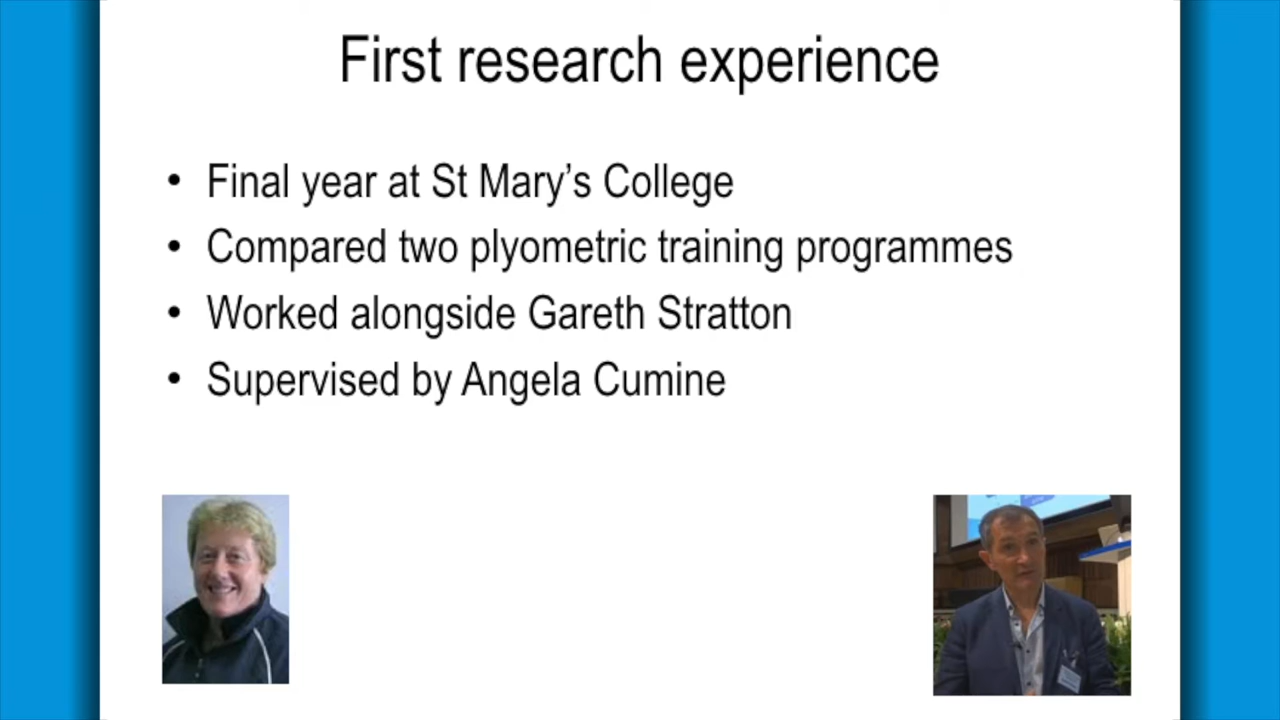 First research experience
• Final year at St Mary’s College
• Compared two plyometric training programmes
• Worked alongside Gareth Stratton
• Supervised by Angela Cumine